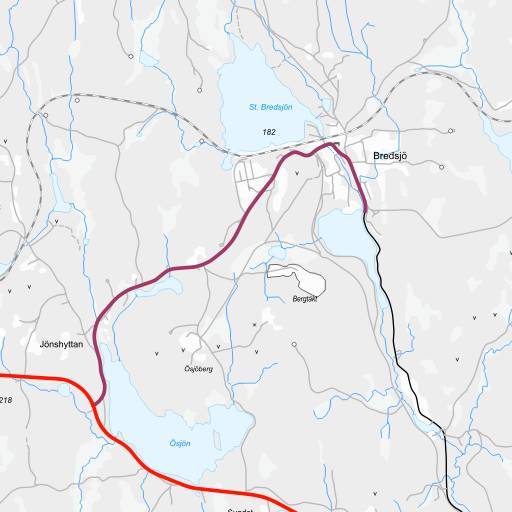 St. Bredsjön
182
Bredsjö
Bergtäkt
Jönshyttan
Ösjöberg
218
Ösjön